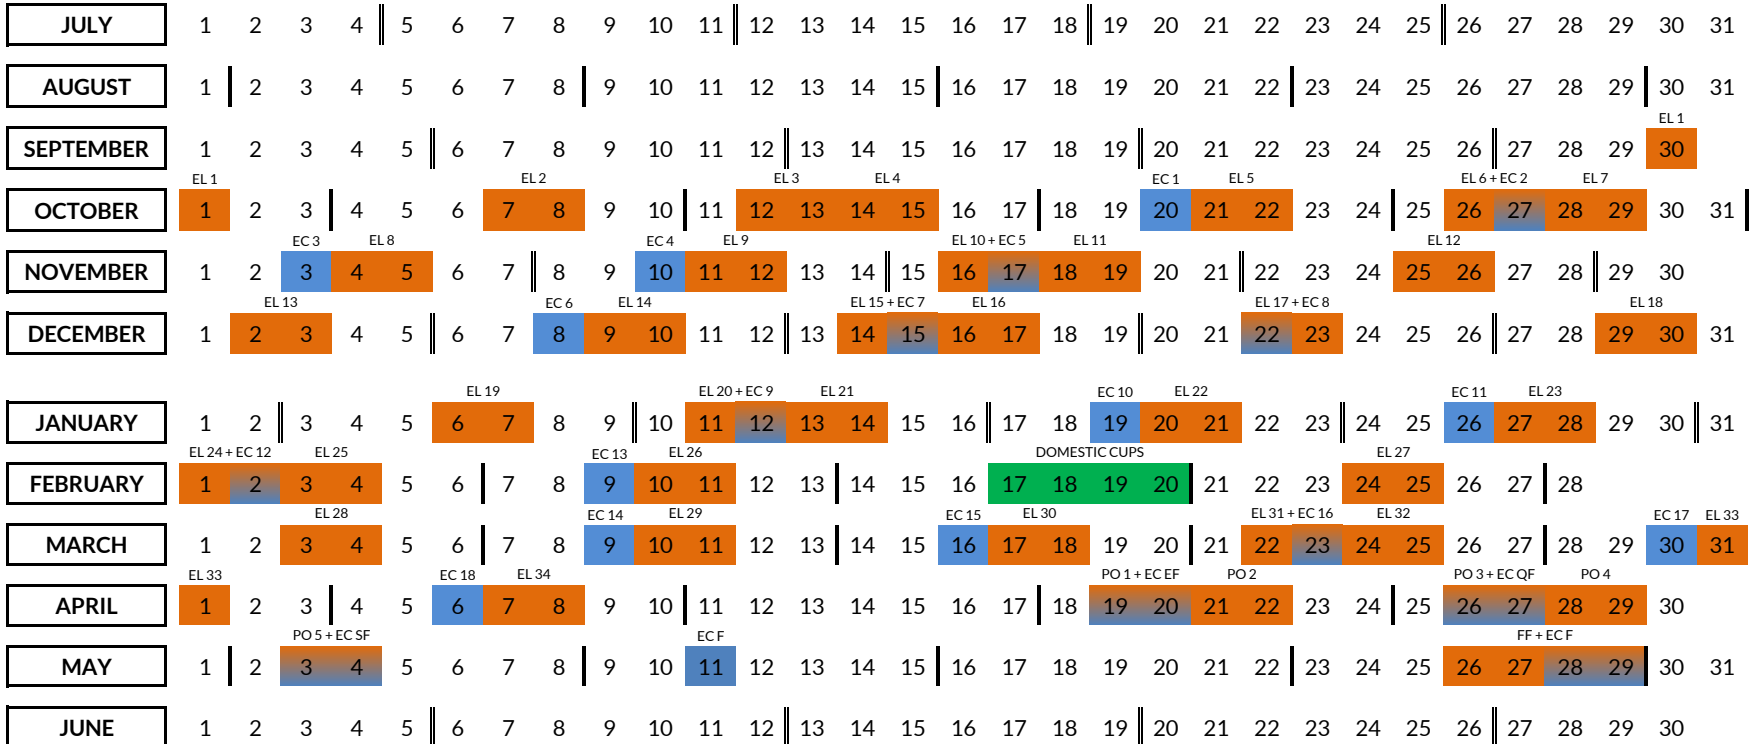 JULY 1 2 3 4 5 6 7 8 9 10 11 12 13 14 15 16 17 18 19 20 21 22 23 24 25 26 27 28 29 30 31
AUGUST 1 2 3 4 5 6 7 8 9 10 11 12 13 14 15 16 17 18 19 20 21 22 23 24 25 26 27 28 29 30 31
EL 1
SEPTEMBER 1 2 3 4 5 6 7 8 9 10 11 12 13 14 15 16 17 18 19 20 21 22 23 24 25 26 27 28 29 30
EL 1 EL 2 EL 3 EL 4 EC 1 EL 5 EL 6 + EC 2 EL 7
OCTOBER 1 2 3 4 5 6 7 8 9 10 11 12 13 14 15 16 17 18 19 20 21 22 23 24 25 26 27 28 29 30 31
EC 3 EL 8 EC 4 EL 9 EL 10 + EC 5 EL 11 EL 12
NOVEMBER 1 2 3 4 5 6 7 8 9 10 11 12 13 14 15 16 17 18 19 20 21 22 23 24 25 26 27 28 29 30
EL 13 EC 6 EL 14 EL 15 + EC 7 EL 16 EL 17 + EC 8 EL 18
DECEMBER 1 2 3 4 5 6 7 8 9 10 11 12 13 14 15 16 17 18 19 20 21 22 23 24 25 26 27 28 29 30 31
EL 19 EL 20 + EC 9 EL 21 EC 10 EL 22 EC 11 EL 23
JANUARY 1 2 3 4 5 6 7 8 9 10 11 12 13 14 15 16 17 18 19 20 21 22 23 24 25 26 27 28 29 30 31
EL 24 + EC 12 EL 25 EC 13 EL 26 DOMESTIC CUPS EL 27
FEBRUARY 1 2 3 4 5 6 7 8 9 10 11 12 13 14 15 16 17 18 19 20 21 22 23 24 25 26 27 28
EL 28 EC 14 EL 29 EC 15 EL 30 EL 31 + EC 16 EL 32 EC 17 EL 33
MARCH 1 2 3 4 5 6 7 8 9 10 11 12 13 14 15 16 17 18 19 20 21 22 23 24 25 26 27 28 29 30 31
EL 33 EC 18 EL 34 PO 1 + EC EF PO 2 PO 3 + EC QF PO 4
APRIL 1 2 3 4 5 6 7 8 9 10 11 12 13 14 15 16 17 18 19 20 21 22 23 24 25 26 27 28 29 30
PO 5 + EC SF EC F FF + EC F
MAY 1 2 3 4 5 6 7 8 9 10 11 12 13 14 15 16 17 18 19 20 21 22 23 24 25 26 27 28 29 30 31
JUNE 1 2 3 4 5 6 7 8 9 10 11 12 13 14 15 16 17 18 19 20 21 22 23 24 25 26 27 28 29 30